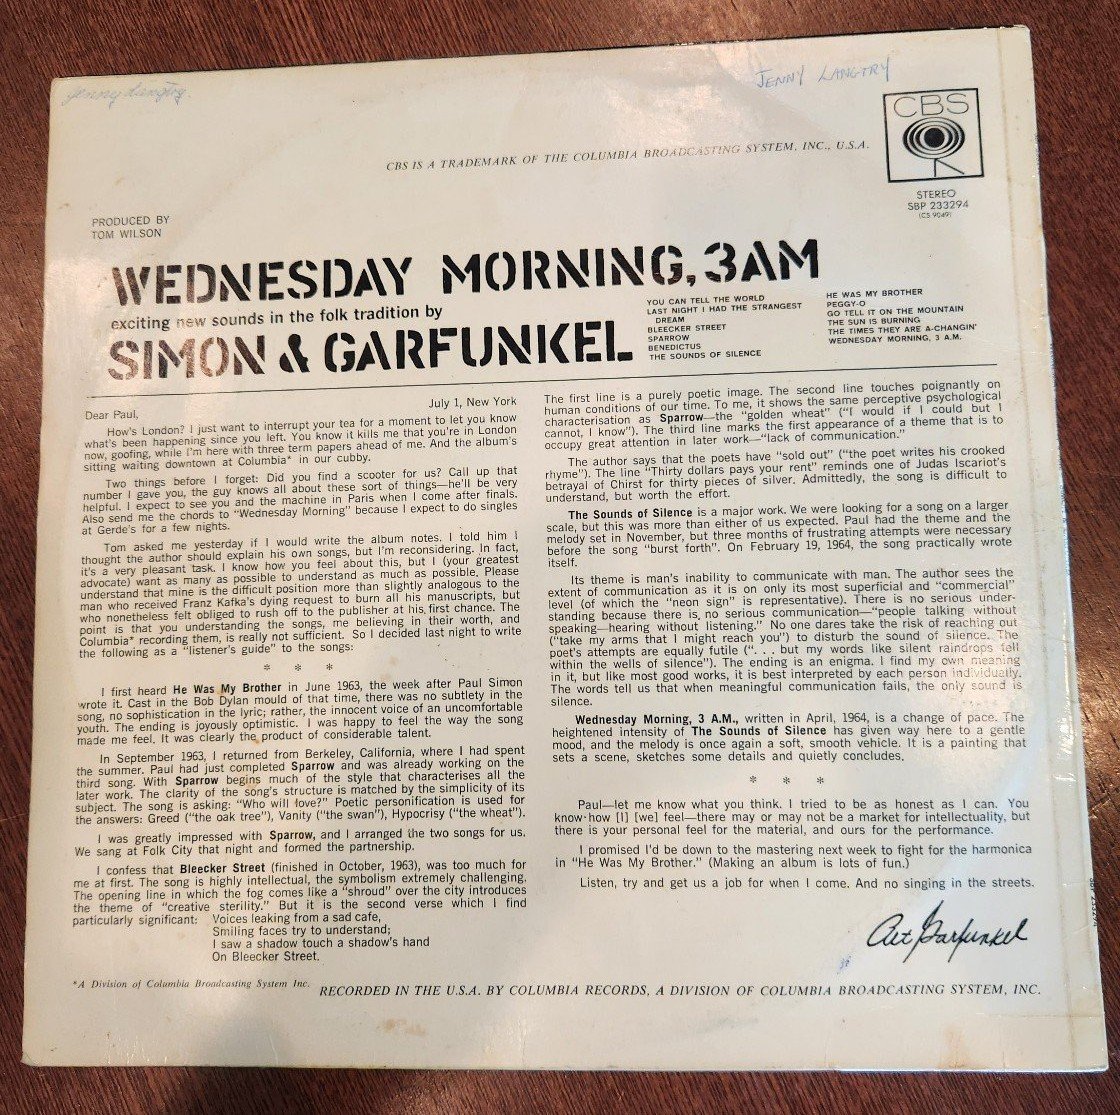 Jenny Langtry.
JENNY LANGTRY
CBS
CBS IS A TRADEMARK OF THE COLUMBIA BROADCASTING SYSTEM, INC., U.S.A.
STEREO
SBP 233294
(CS 9049)
PRODUCED BY
TOM WILSON
WEDNESDAY MORNING, 3AM
exciting new sounds in the folk tradition by
SIMON & GARFUNKEL
YOU CAN TELL THE WORLD
LAST NIGHT I HAD THE STRANGEST
DREAM
BLEECKER STREET
SPARROW
BENEDICTUS
THE SOUNDS OF SILENCE
HE WAS MY BROTHER
PEGGY-O
GO TELL IT ON THE MOUNTAIN
THE SUN IS BURNING
THE TIMES THEY ARE A-CHANGIN'
WEDNESDAY MORNING, 3 A.M.
July 1, New York
Dear Paul,
How's London? I just want to interrupt your tea for a moment to let you know
what's been happening since you left. You know it kills me that you're in London
now, goofing, while I'm here with three term papers ahead of me. And the album's
sitting waiting downtown at Columbia* in our cubby.
Two things before I forget: Did you find a scooter for us? Call up that
number I gave you, the guy knows all about these sort of things—he'll be very
helpful. I expect to see you and the machine in Paris when I come after finals.
Also send me the chords to "Wednesday Morning" because I expect to do singles
at Gerde's for a few nights.
Tom asked me yesterday if I would write the album notes. I told him I
thought the author should explain his own songs, but I'm reconsidering. In fact,
it's a very pleasant task. I know how you feel about this, but I (your greatest
advocate) want as many as possible to understand as much as possible. Please
understand that mine is the difficult position more than slightly analogous to the
man who received Franz Kafka's dying request to burn all his manuscripts, but
who nonetheless felt obliged to rush off to the publisher at his first chance. The
point is that you understanding the songs, me believing in their worth, and
Columbia* recording them, is really not sufficient. So I decided last night to write
the following as a "listener's guide" to the songs:
* * *
I first heard He Was My Brother in June 1963, the week after Paul Simon
wrote it. Cast in the Bob Dylan mould of that time, there was no subtlety in the
song, no sophistication in the lyric; rather, the innocent voice of an uncomfortable
youth. The ending is joyously optimistic. I was happy to feel the way the song
made me feel. It was clearly the product of considerable talent.
In September 1963, I returned from Berkeley, California, where I had spent
the summer. Paul had just completed Sparrow and was already working on the
third song. With Sparrow begins much of the style that characterises all the
later work. The clarity of the song's structure is matched by the simplicity of its
subject. The song is asking: "Who will love?" Poetic personification is used for
the answers: Greed ("the oak tree"), Vanity ("the swan"), Hypocrisy ("the wheat").
I was greatly impressed with Sparrow, and I arranged the two songs for us.
We sang at Folk City that night and formed the partnership.
I confess that Bleecker Street (finished in October, 1963), was too much for
me at first. The song is highly intellectual, the symbolism extremely challenging.
The opening line in which the fog comes like a "shroud" over the city introduces
the theme of "creative sterility." But it is the second verse which I find
particularly significant: Voices leaking from a sad cafe,
Smiling faces try to understand;
I saw a shadow touch a shadow's hand
On Bleecker Street.
The first line is a purely poetic image. The second line touches poignantly on
human conditions of our time. To me, it shows the same perceptive psychological
characterisation as Sparrow—the "golden wheat" ("I would if I could but I
cannot, I know"). The third line marks the first appearance of a theme that is to
occupy great attention in later work—"lack of communication."
The author says that the poets have "sold out" ("the poet writes his crooked
rhyme"). The line "Thirty dollars pays your rent" reminds one of Judas Iscariot's
betrayal of Chirst for thirty pieces of silver. Admittedly, the song is difficult to
understand, but worth the effort.
The Sounds of Silence is a major work. We were looking for a song on a larger
scale, but this was more than either of us expected. Paul had the theme and the
melody set in November, but three months of frustrating attempts were necessary
before the song "burst forth". On February 19, 1964, the song practically wrote
itself.
Its theme is man's inability to communicate with man. The author sees the
extent of communication as it is on only its most superficial and "commercial"
level (of which the "neon sign" is representative). There is no serious under-
standing because there is no serious communication—"people talking without
speaking—hearing without listening." No one dares take the risk of reaching out
("take my arms that I might reach you") to disturb the sound of silence. The
poet's attempts are equally futile (". . . but my words like silent raindrops fell
within the wells of silence"). The ending is an enigma. I find my own meaning
in it, but like most good works, it is best interpreted by each person individually.
The words tell us that when meaningful communication fails, the only sound is
silence.
Wednesday Morning, 3 A.M., written in April, 1964, is a change of pace. The
heightened intensity of The Sounds of Silence has given way here to a gentle
mood, and the melody is once again a soft, smooth vehicle. It is a painting that
sets a scene, sketches some details and quietly concludes.
* * *
Paul—let me know what you think. I tried to be as honest as I can. You
know how [I] [we] feel—there may or may not be a market for intellectuality, but
there is your personal feel for the material, and ours for the performance.
I promised I'd be down to the mastering next week to fight for the harmonica
in "He Was My Brother." (Making an album is lots of fun.)
Listen, try and get us a job for when I come. And no singing in the streets.
Art Garfunkel
*A Division of Columbia Broadcasting System Inc.
RECORDED IN THE U.S.A. BY COLUMBIA RECORDS, A DIVISION OF COLUMBIA BROADCASTING SYSTEM, INC.